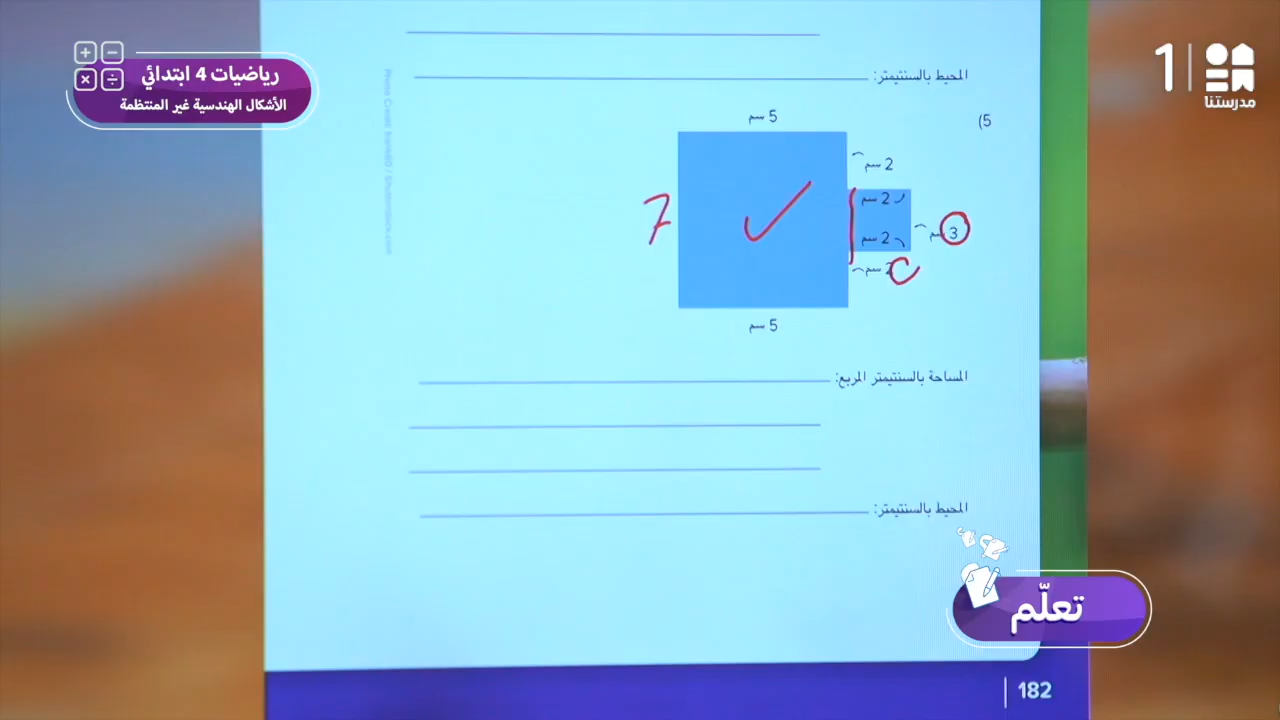 رياضيات 4 ابتدائي
الأشكال الهندسية غير المنتظمة
1
مدرستنا
المحيط بالسنتيمتر:
(5
5 سم
2 سم
2 سم
7
3 سم
2 سم
2 سم
5 سم
المساحة بالسنتيمتر المربع:
المحيط بالسنتيمتر:
تعلّم
182